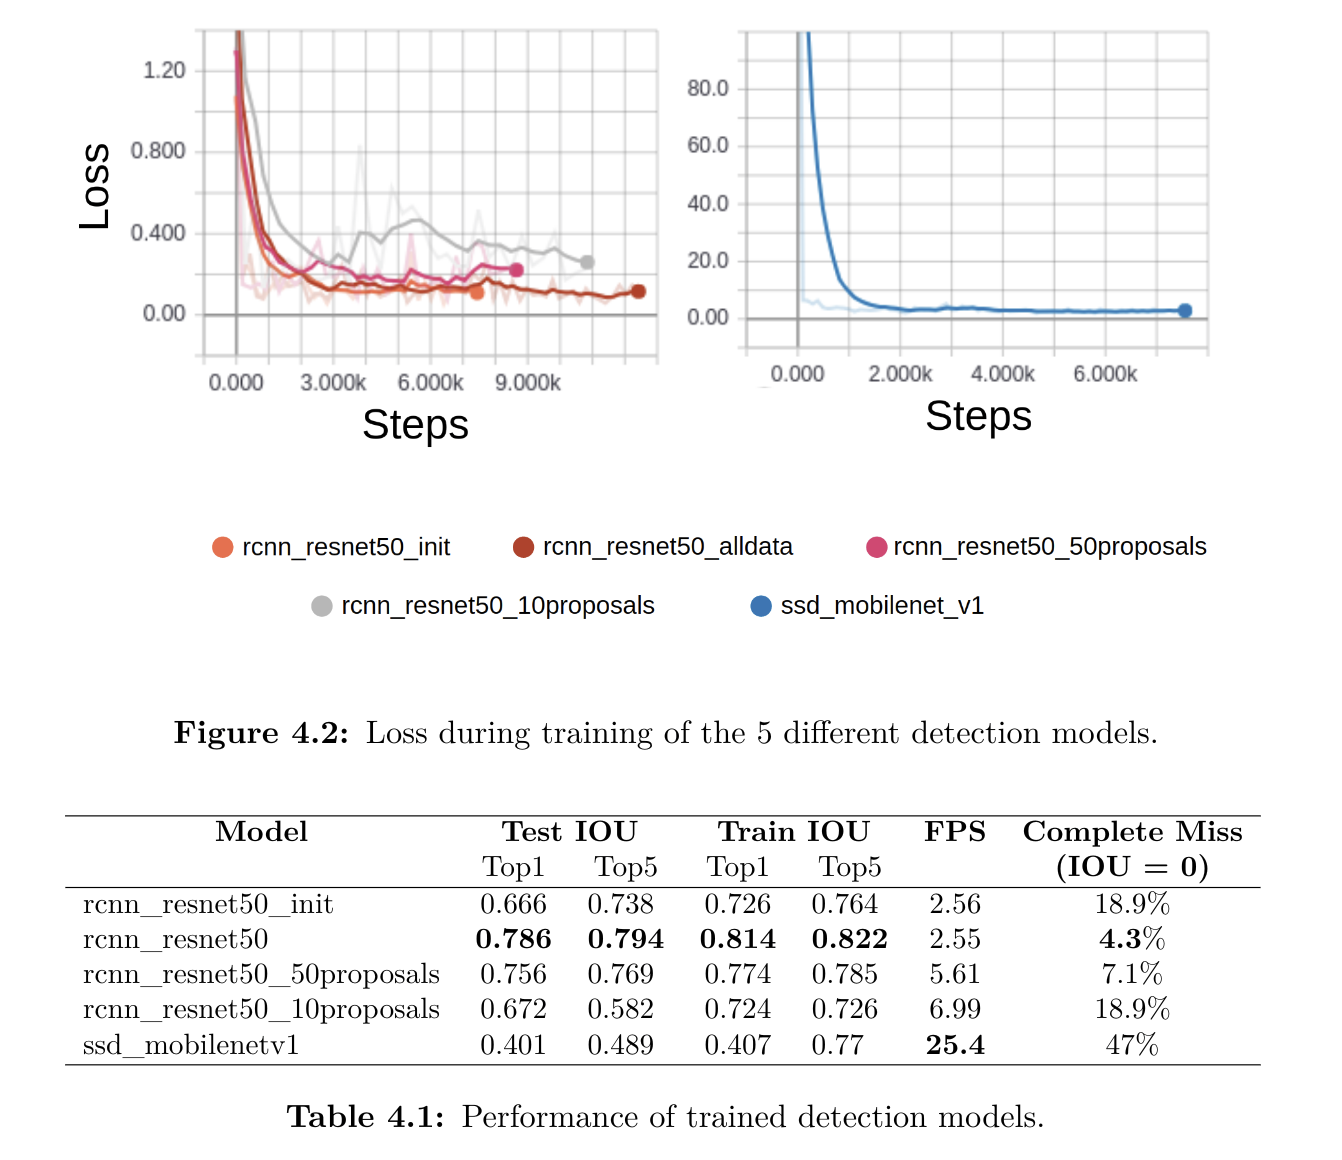 1.20
0.800
0.400
0.00
Loss
0.000 3.000k 6.000k 9.000k
Steps
80.0
60.0
40.0
20.0
0.00
0.000 2.000k 4.000k 6.000k
Steps
rcnn_resnet50_init rcnn_resnet50_alldata rcnn_resnet50_50proposals
rcnn_resnet50_10proposals ssd_mobilenet_v1
Figure 4.2: Loss during training of the 5 different detection models.
Model Test IOU Train IOU FPS Complete Miss
Top1 Top5 Top1 Top5 (IOU = 0)
rcnn_resnet50_init 0.666 0.738 0.726 0.764 2.56 18.9%
rcnn_resnet50 0.786 0.794 0.814 0.822 2.55 4.3%
rcnn_resnet50_50proposals 0.756 0.769 0.774 0.785 5.61 7.1%
rcnn_resnet50_10proposals 0.672 0.582 0.724 0.726 6.99 18.9%
ssd_mobilenetv1 0.401 0.489 0.407 0.77 25.4 47%
Table 4.1: Performance of trained detection models.